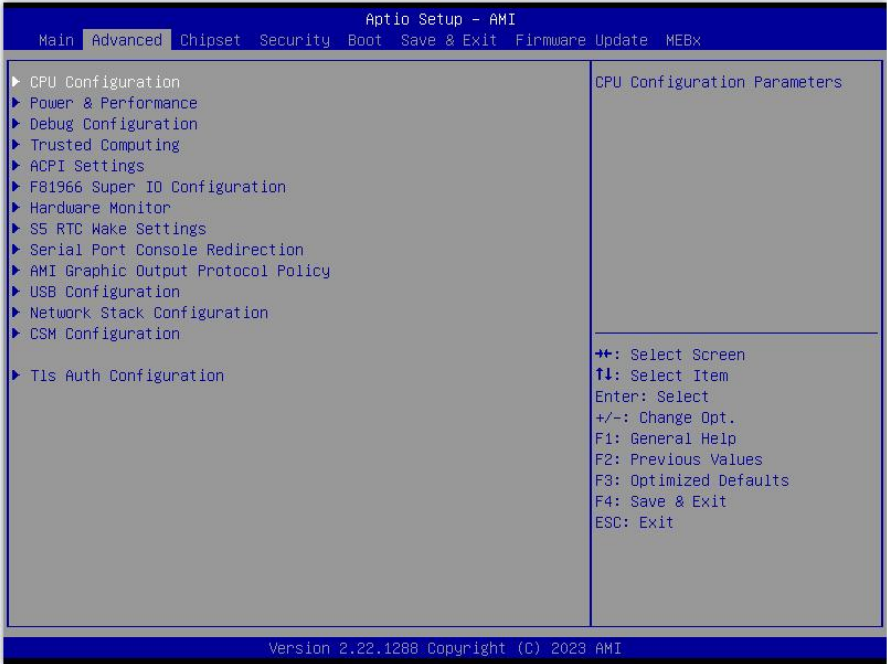 Aptio Setup – AMI
Main Advanced Chipset Security Boot Save & Exit Firmware Update MEBx
CPU Configuration
Power & Performance
Debug Configuration
Trusted Computing
ACPI Settings
F81966 Super IO Configuration
Hardware Monitor
S5 RTC Wake Settings
Serial Port Console Redirection
AMI Graphic Output Protocol Policy
USB Configuration
Network Stack Configuration
CSM Configuration
Tls Auth Configuration
CPU Configuration Parameters
→←: Select Screen
↑↓: Select Item
Enter: Select
+/-: Change Opt.
F1: General Help
F2: Previous Values
F3: Optimized Defaults
F4: Save & Exit
ESC: Exit
Version 2.22.1288 Copyright (C) 2023 AMI